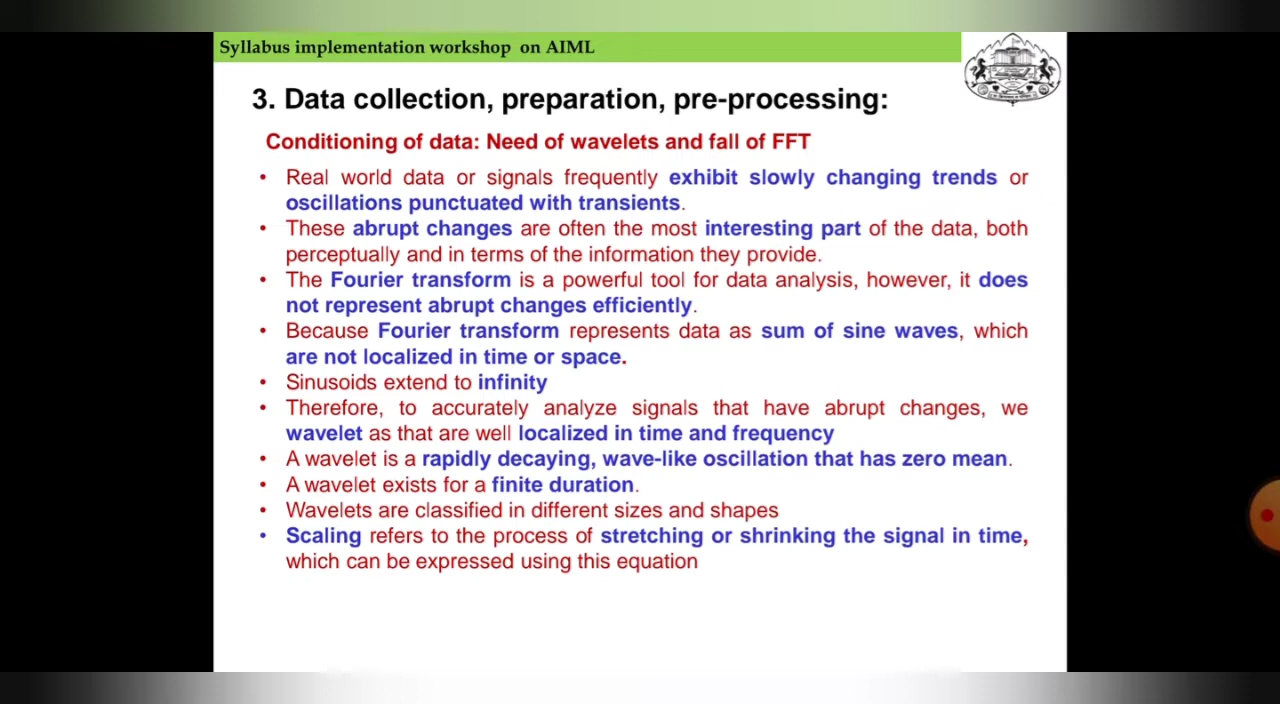 Syllabus implementation workshop on AIML
3. Data collection, preparation, pre-processing:
Conditioning of data: Need of wavelets and fall of FFT
• Real world data or signals frequently exhibit slowly changing trends or
oscillations punctuated with transients.
• These abrupt changes are often the most interesting part of the data, both
perceptually and in terms of the information they provide.
• The Fourier transform is a powerful tool for data analysis, however, it does
not represent abrupt changes efficiently.
• Because Fourier transform represents data as sum of sine waves, which
are not localized in time or space.
• Sinusoids extend to infinity
• Therefore, to accurately analyze signals that have abrupt changes, we
wavelet as that are well localized in time and frequency
• A wavelet is a rapidly decaying, wave-like oscillation that has zero mean.
• A wavelet exists for a finite duration.
• Wavelets are classified in different sizes and shapes
• Scaling refers to the process of stretching or shrinking the signal in time,
which can be expressed using this equation